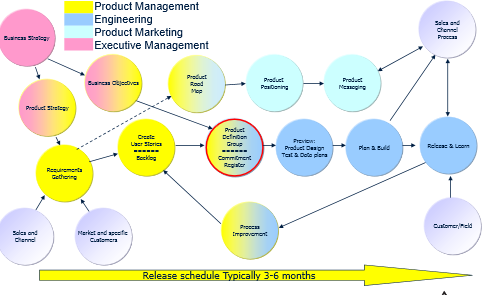 Product Management
Engineering
Product Marketing
Executive Management
Business Strategy
Sales and
Channel
Process
Business Objectives
Product
Road
Map
Product
Positioning
Product
Messaging
Product Strategy
Create
User Stories
======
Backlog
Product
Definition
Group
======
Commitment
Register
Preview:
Product Design
Test & Data plans
Plan & Build
Release & Learn
Requirements
Gathering
Sales and
Channel
Market and specific
Customers
Process
Improvement
Customer/Field
Release schedule Typically 3-6 months